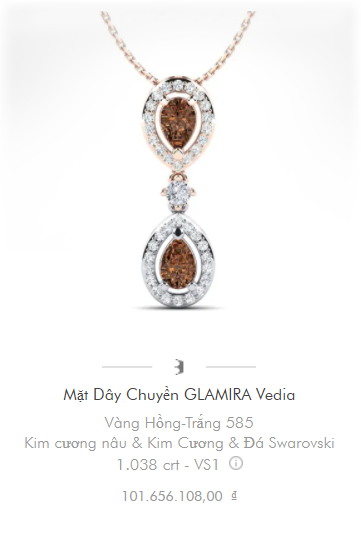 Mặt Dây Chuyền GLAMIRA Vedia
Vàng Hồng-Trắng 585
Kim cương nâu & Kim Cương & Đá Swarovski
1.038 crt - VS1
101.656.108,00 ₫